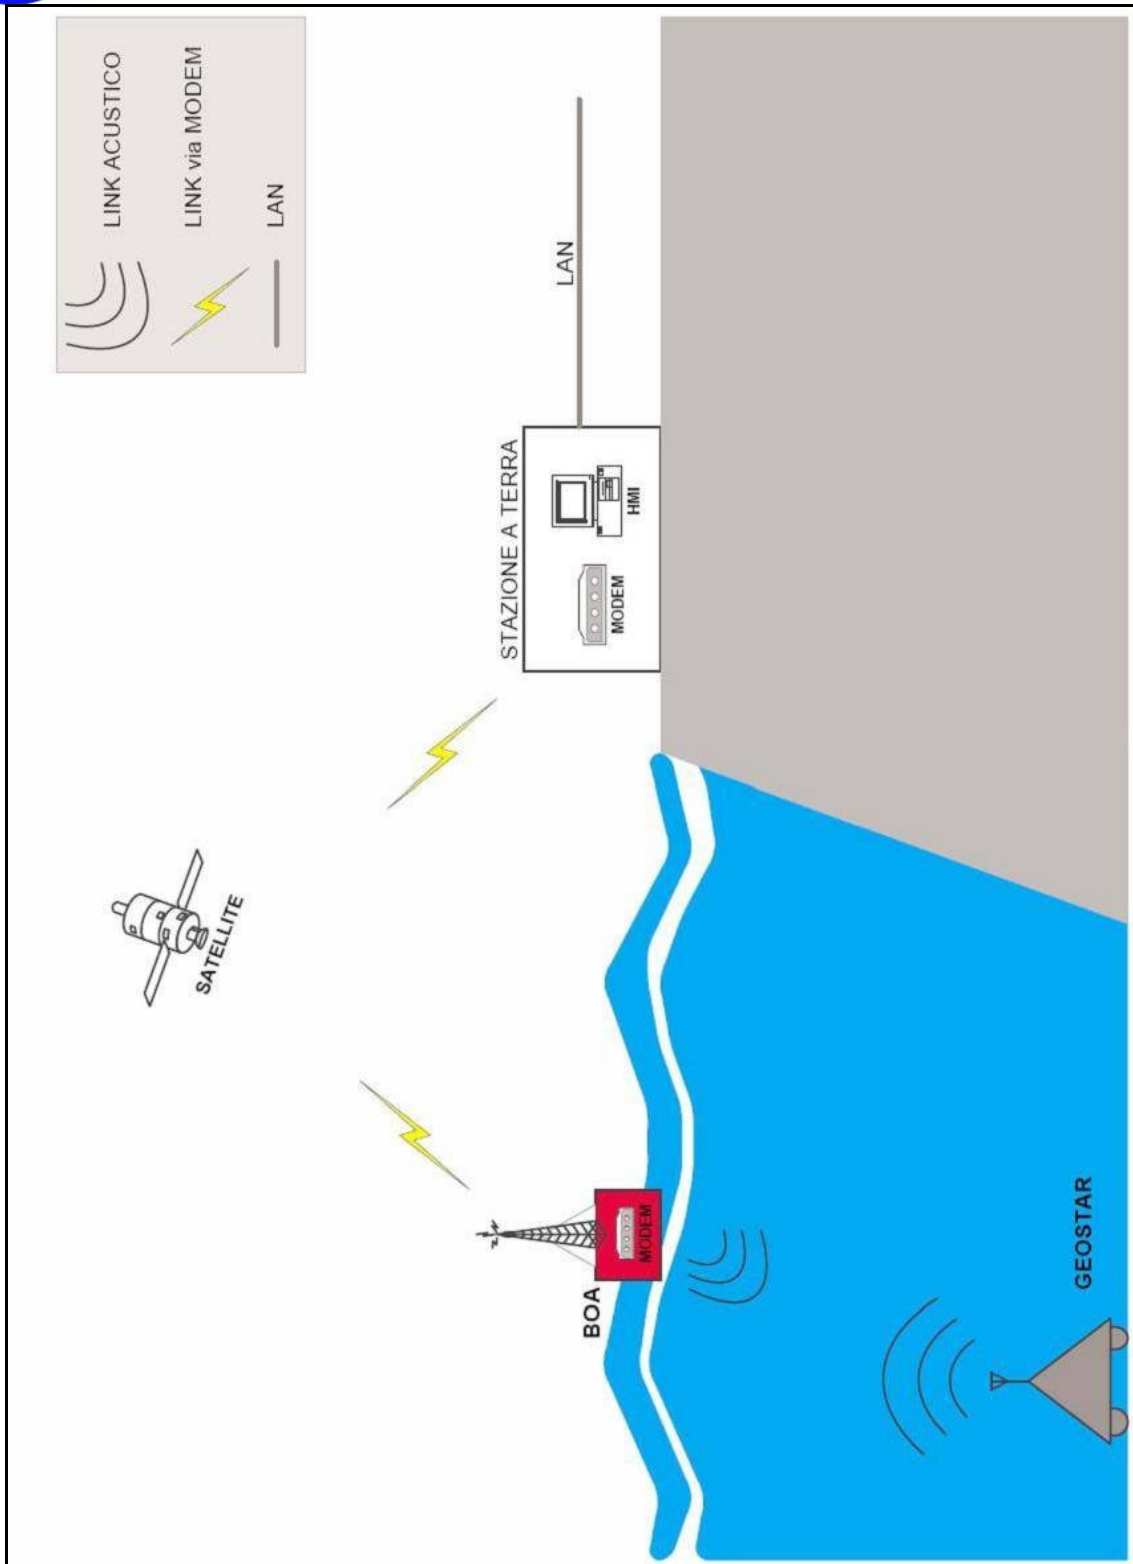 LINK ACUSTICO
LINK via MODEM
LAN
SATELLITE
STAZIONE A TERRA
LAN
MODEM
HMI
BOA
MODEM
GEOSTAR